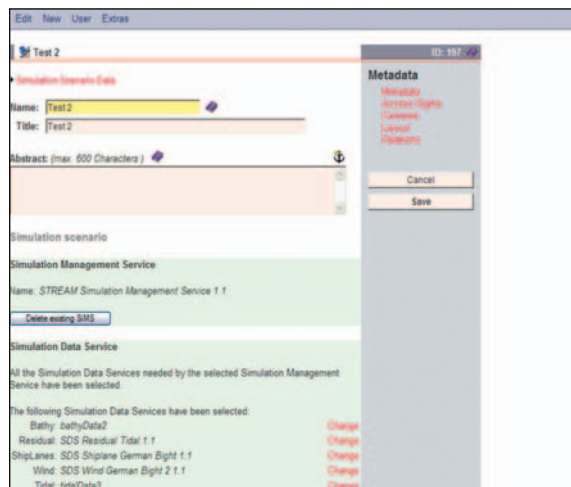 Edit New User Extras
Test 2
ID: 197
Simulation Scenario Data
Metadata
Metadata
Access Rights
Layout
Relations
Name: Test 2
Title: Test 2
Abstract: (max. 600 Characters )
Cancel
Save
Simulation scenario
Simulation Management Service
Name: STREAM Simulation Management Service 1.1
Delete existing SIMS
Simulation Data Service
All the Simulation Data Services needed by the selected Simulation Management
Service have been selected.
The following Simulation Data Services have been selected:
Bathy: bathyData2 Change
Residual: SDS Residual Tidal 1.1 Change
ShipLanes: SDS Shiplane German Bight 1.1 Change
Wind: SDS Wind German Bight 2 1.1 Change
Tidal: tidalData3 Change